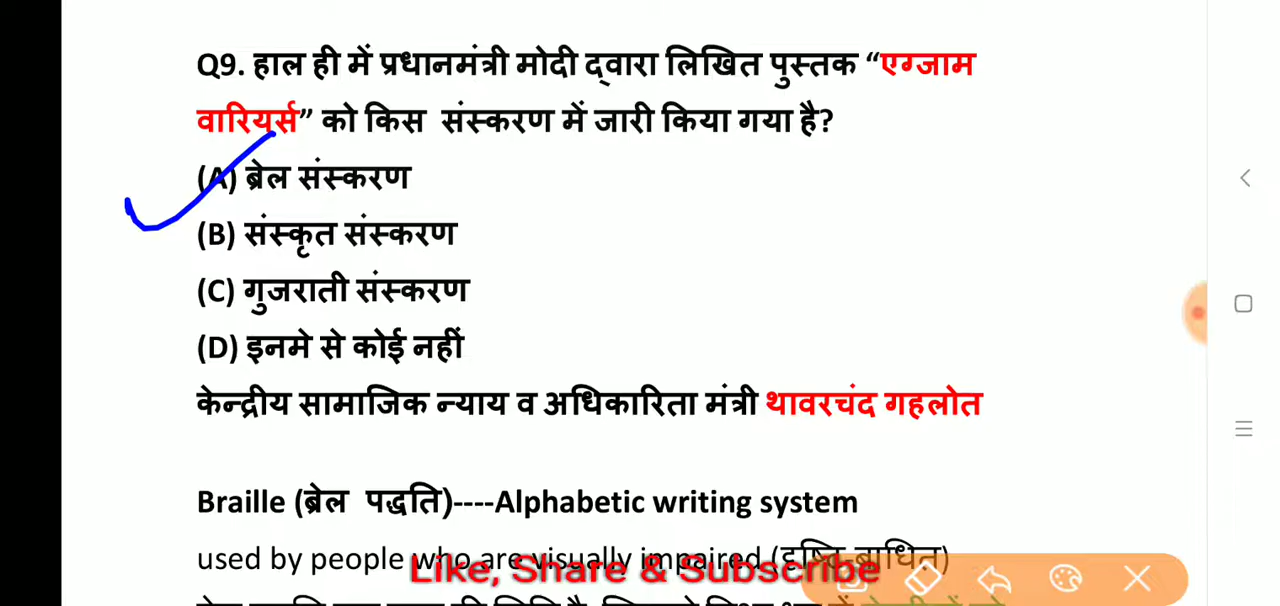 Q9. हाल ही में प्रधानमंत्री मोदी द्वारा लिखित पुस्तक “एग्जाम
वारियर्स” को किस संस्करण में जारी किया गया है?
(A) ब्रेल संस्करण
(B) संस्कृत संस्करण
(C) गुजराती संस्करण
(D) इनमे से कोई नहीं
केन्द्रीय सामाजिक न्याय व अधिकारिता मंत्री थावरचंद गहलोत
Braille (ब्रेल पद्धति)----Alphabetic writing system
used by people who are visually impaired (दृष्टि-बाधित)
Like, Share & Subscribe